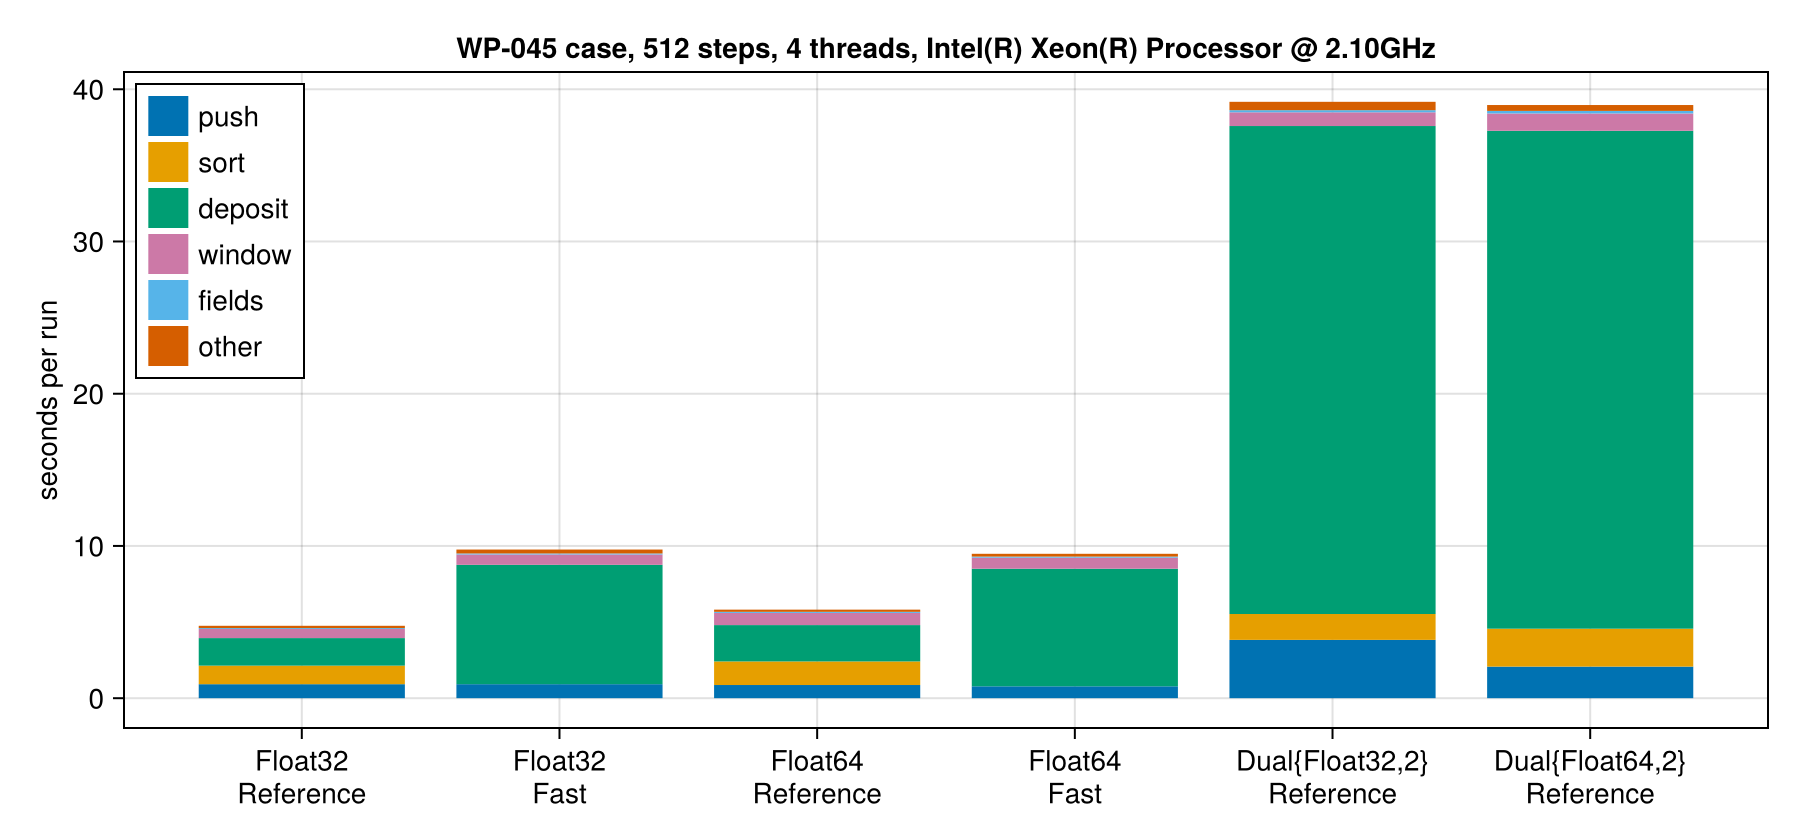 WP-045 case, 512 steps, 4 threads, Intel(R) Xeon(R) Processor @ 2.10GHz
seconds per run
40
30
20
10
0
push
sort
deposit
window
fields
other
Float32
Reference
Float32
Fast
Float64
Reference
Float64
Fast
Dual{Float32,2}
Reference
Dual{Float64,2}
Reference